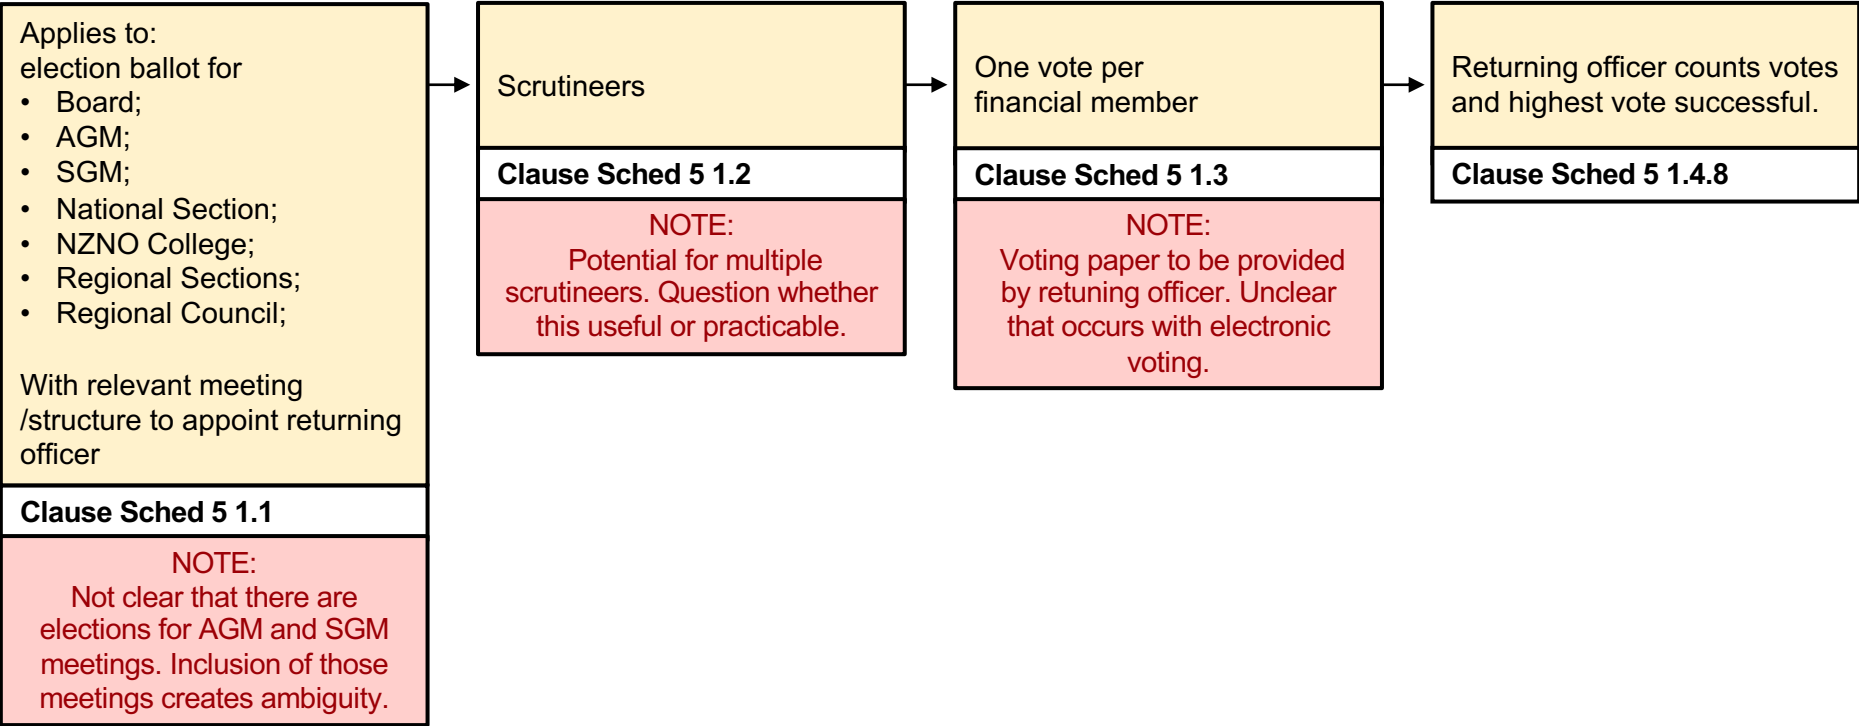 Applies to:
election ballot for
• Board;
• AGM;
• SGM;
• National Section;
• NZNO College;
• Regional Sections;
• Regional Council;
With relevant meeting
/structure to appoint returning
officer
Clause Sched 5 1.1
NOTE:
Not clear that there are
elections for AGM and SGM
meetings. Inclusion of those
meetings creates ambiguity.
Scrutineers
Clause Sched 5 1.2
NOTE:
Potential for multiple
scrutineers. Question whether
this useful or practicable.
One vote per
financial member
Clause Sched 5 1.3
NOTE:
Voting paper to be provided
by retuning officer. Unclear
that occurs with electronic
voting.
Returning officer counts votes
and highest vote successful.
Clause Sched 5 1.4.8